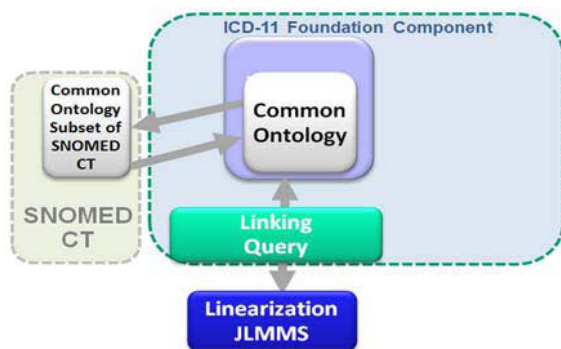 ICD-11 Foundation Component
Common
Ontology
Subset of
SNOMED
CT
Common
Ontology
SNOMED
CT
Linking
Query
Linearization
JLMMS